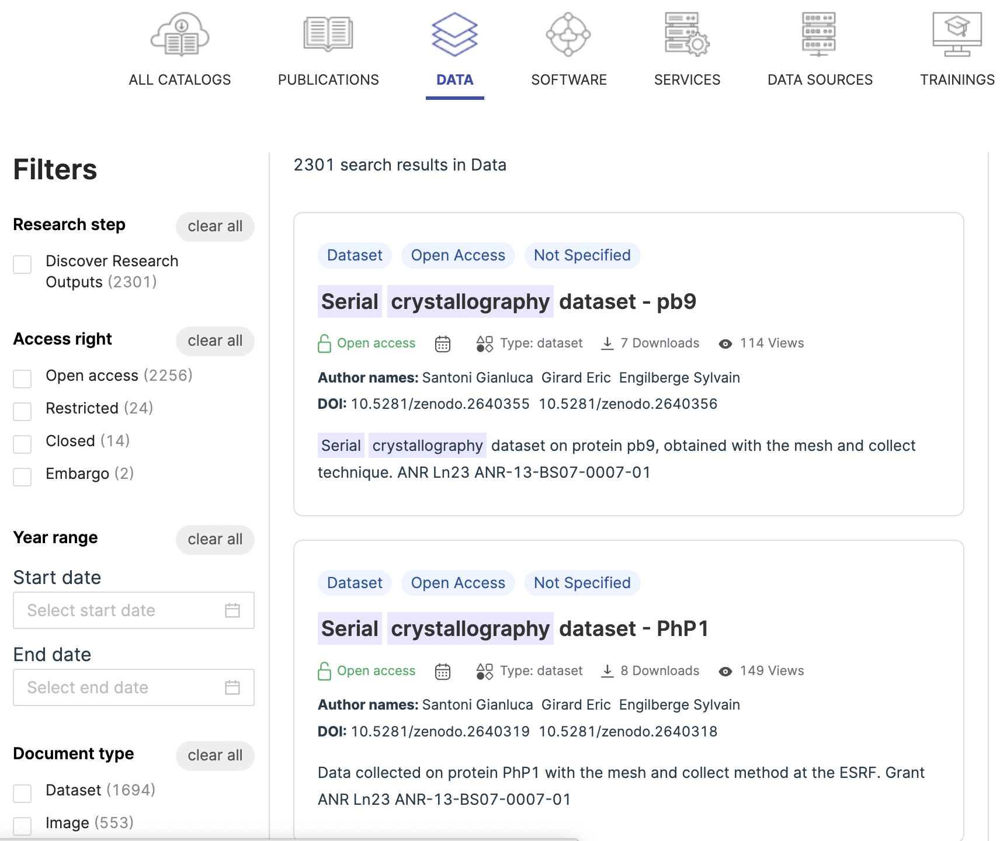 ALL CATALOGS PUBLICATIONS DATA SOFTWARE SERVICES DATA SOURCES TRAININGS
Filters
Research step clear all
Discover Research
Outputs (2301)
Access right clear all
Open access (2256)
Restricted (24)
Closed (14)
Embargo (2)
Year range clear all
Start date
Select start date
End date
Select end date
Document type clear all
Dataset (1694)
Image (553)
2301 search results in Data
Dataset Open Access Not Specified
Serial crystallography dataset - pb9
Open access Type: dataset 7 Downloads 114 Views
Author names: Santoni Gianluca Girard Eric Engilberge Sylvain
DOI: 10.5281/zenodo.2640355 10.5281/zenodo.2640356
Serial crystallography dataset on protein pb9, obtained with the mesh and collect
technique. ANR Ln23 ANR-13-BS07-0007-01
Dataset Open Access Not Specified
Serial crystallography dataset - PhP1
Open access Type: dataset 8 Downloads 149 Views
Author names: Santoni Gianluca Girard Eric Engilberge Sylvain
DOI: 10.5281/zenodo.2640319 10.5281/zenodo.2640318
Data collected on protein PhP1 with the mesh and collect method at the ESRF. Grant
ANR Ln23 ANR-13-BS07-0007-01